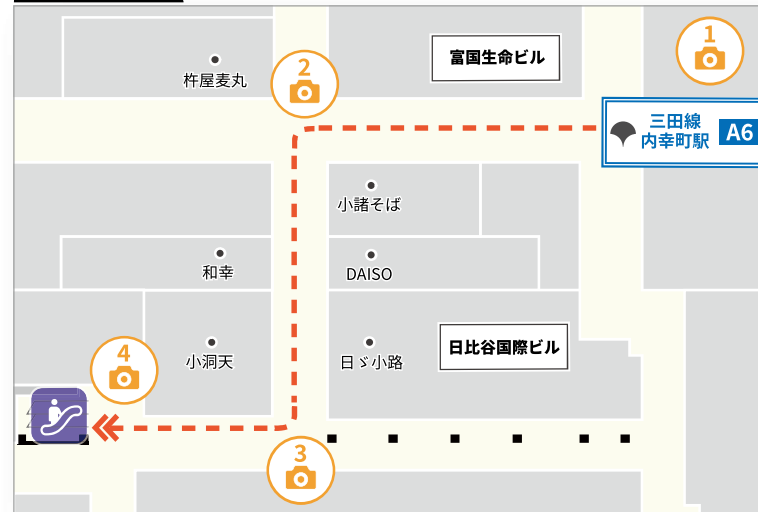 1
富国生命ビル
2
杵屋麦丸
三田線
内幸町駅
A6
小諸そば
和幸
DAISO
4
小洞天
日ゞ小路
日比谷国際ビル
3